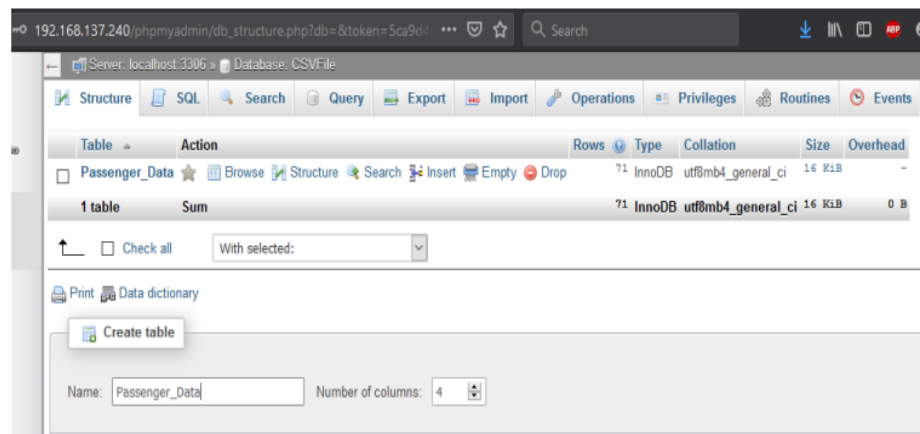 192.168.137.240/phpmyadmin/db_structure.php?db=&token=5ca9d4 ••• Search ABP
← Server: localhost:3306 » Database: CSVFile
Structure SQL Search Query Export Import Operations Privileges Routines Events
Table Action Rows Type Collation Size Overhead
Passenger_Data Browse Structure Search Insert Empty Drop 71 InnoDB utf8mb4_general_ci 16 KiB -
1 table Sum 71 InnoDB utf8mb4_general_ci 16 KiB 0 B
Check all With selected:
Print Data dictionary
Create table
Name: Passenger_Data Number of columns: 4